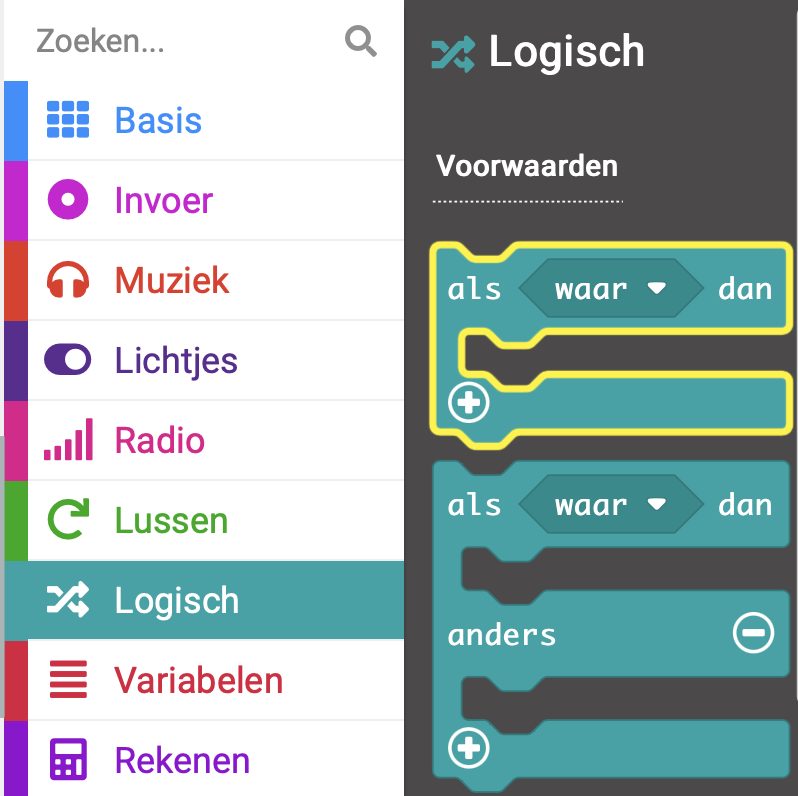 Zoeken...
Basis
Invoer
Muziek
Lichtjes
Radio
Lussen
Logisch
Variabelen
Rekenen
Logisch
Voorwaarden
als waar dan
als waar dan
anders